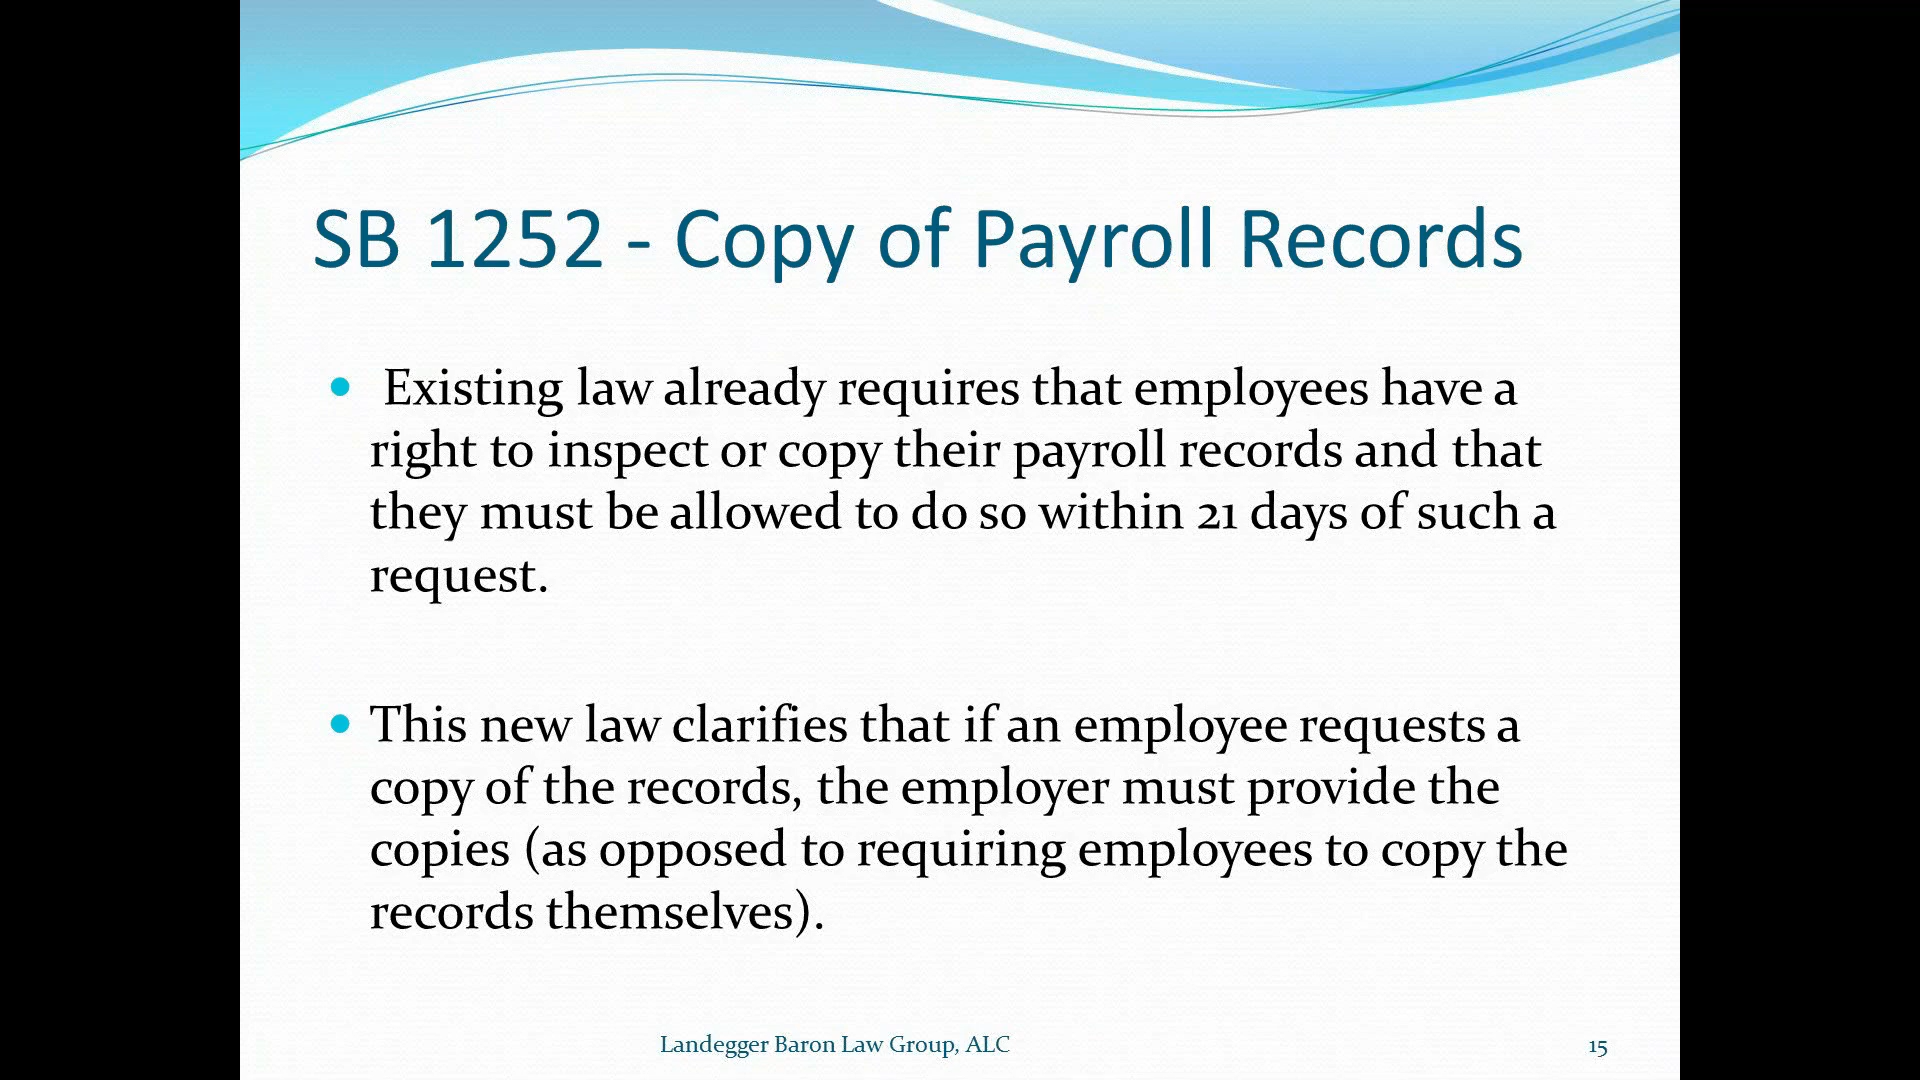 SB 1252 - Copy of Payroll Records
• Existing law already requires that employees have a
right to inspect or copy their payroll records and that
they must be allowed to do so within 21 days of such a
request.
• This new law clarifies that if an employee requests a
copy of the records, the employer must provide the
copies (as opposed to requiring employees to copy the
records themselves).
Landegger Baron Law Group, ALC
15